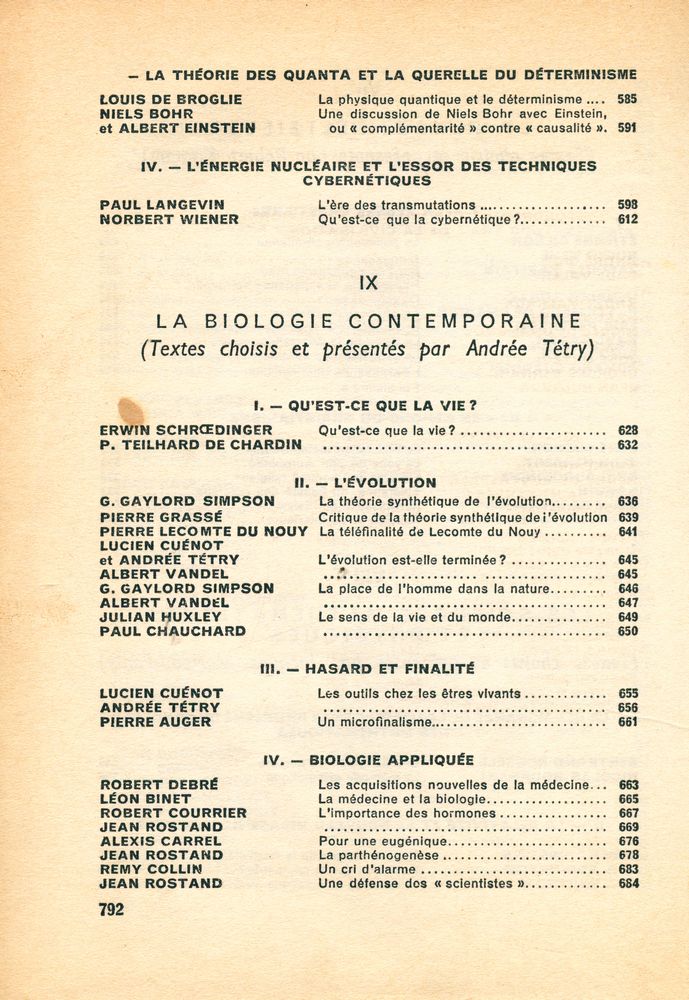 — LA THÉORIE DES QUANTA ET LA QUERELLE DU DÉTERMINISME
LOUIS DE BROGLIE La physique quantique et le déterminisme .... 585
NIELS BOHR Une discussion de Niels Bohr avec Einstein,
et ALBERT EINSTEIN ou « complémentarité » contre « causalité ». 591
IV. — L'ÉNERGIE NUCLÉAIRE ET L'ESSOR DES TECHNIQUES
CYBERNÉTIQUES
PAUL LANGEVIN L'ère des transmutations .................. 598
NORBERT WIENER Qu'est-ce que la cybernétique ?.............. 612
IX
LA BIOLOGIE CONTEMPORAINE
(Textes choisis et présentés par Andrée Tétry)
I. — QU'EST-CE QUE LA VIE ?
ERWIN SCHRŒDINGER Qu'est-ce que la vie ? ....................... 628
P. TEILHARD DE CHARDIN ............................................. 632
II. — L'ÉVOLUTION
G. GAYLORD SIMPSON La théorie synthétique de l'évolution......... 636
PIERRE GRASSÉ Critique de la théorie synthétique de l'évolution 639
PIERRE LECOMTE DU NOUY La téléfinalité de Lecomte du Nouy .......... 641
LUCIEN CUÉNOT
et ANDRÉE TÉTRY L'évolution est-elle terminée ? ............... 645
ALBERT VANDEL ............................................. 645
G. GAYLORD SIMPSON La place de l'homme dans la nature......... 646
ALBERT VANDEL ............................................. 647
JULIAN HUXLEY Le sens de la vie et du monde............... 649
PAUL CHAUCHARD ............................................. 650
III. — HASARD ET FINALITÉ
LUCIEN CUÉNOT Les outils chez les êtres vivants ............. 655
ANDRÉE TÉTRY ............................................. 656
PIERRE AUGER Un microfinalisme............................. 661
IV. — BIOLOGIE APPLIQUÉE
ROBERT DEBRÉ Les acquisitions nouvelles de la médecine... 663
LÉON BINET La médecine et la biologie................... 665
ROBERT COURRIER L'importance des hormones .................. 667
JEAN ROSTAND ............................................. 669
ALEXIS CARREL Pour une eugénique......................... 676
JEAN ROSTAND La parthénogenèse .......................... 678
REMY COLLIN Un cri d'alarme .............................. 683
JEAN ROSTAND Une défense des « scientistes »............. 684
792